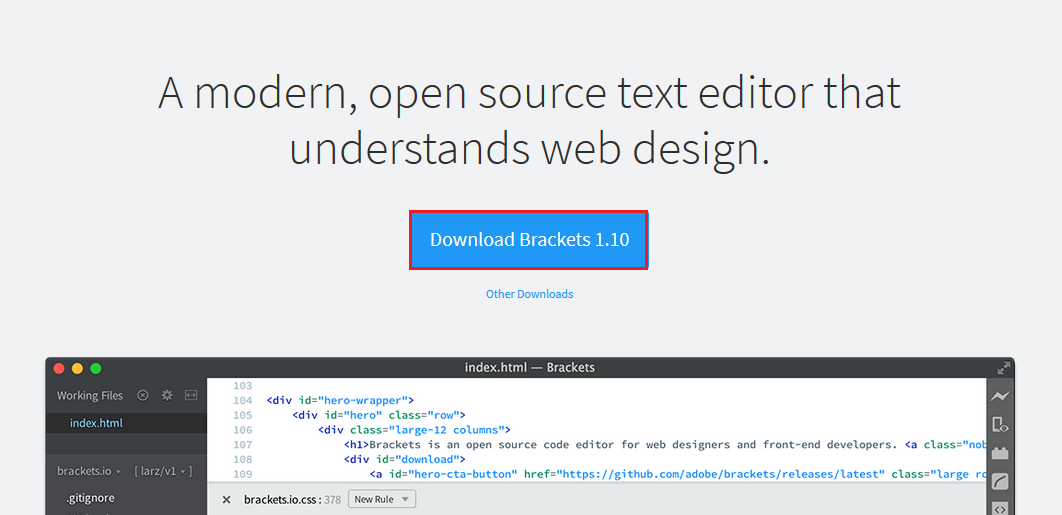 A modern, open source text editor that
understands web design.
Download Brackets 1.10
Other Downloads
index.html — Brackets
Working Files
index.html
brackets.io
[ larz/v1 ]
.gitignore
103
104 <div id="hero-wrapper">
105 <div id="hero" class="row">
106 <div class="large-12 columns">
107 <h1>Brackets is an open source code editor for web designers and front-end developers. <a class="nob
108 <div id="download">
109 <a id="hero-cta-button" href="https://github.com/adobe/brackets/releases/latest" class="large ro
brackets.io.css : 378 New Rule